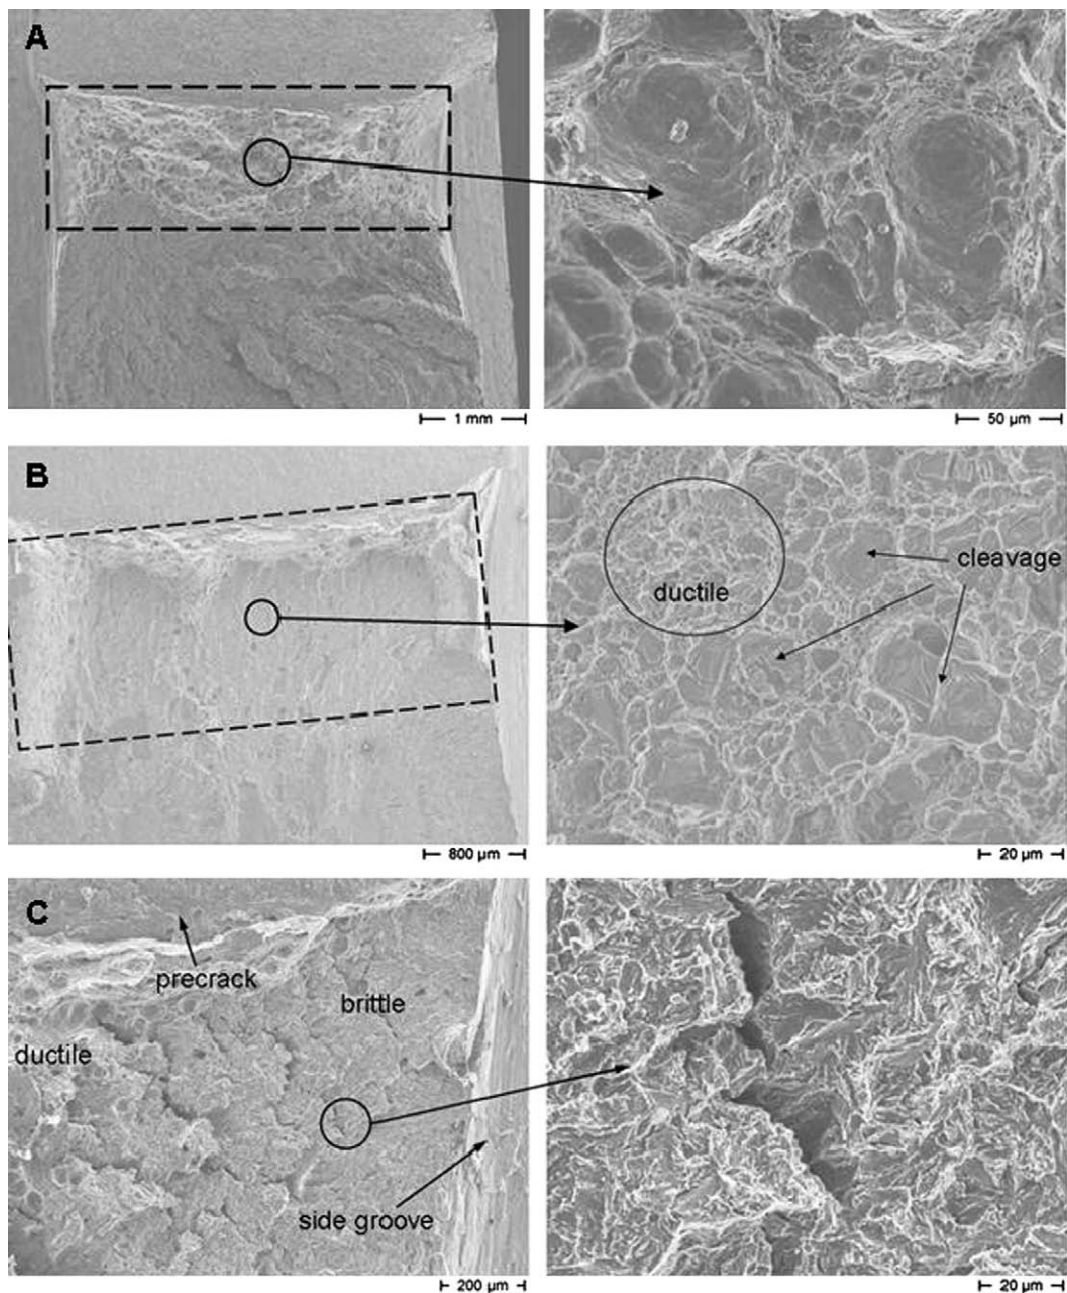 A
1 mm
50 µm
B
ductile
cleavage
800 µm
20 µm
C
precrack
brittle
ductile
side groove
200 µm
20 µm